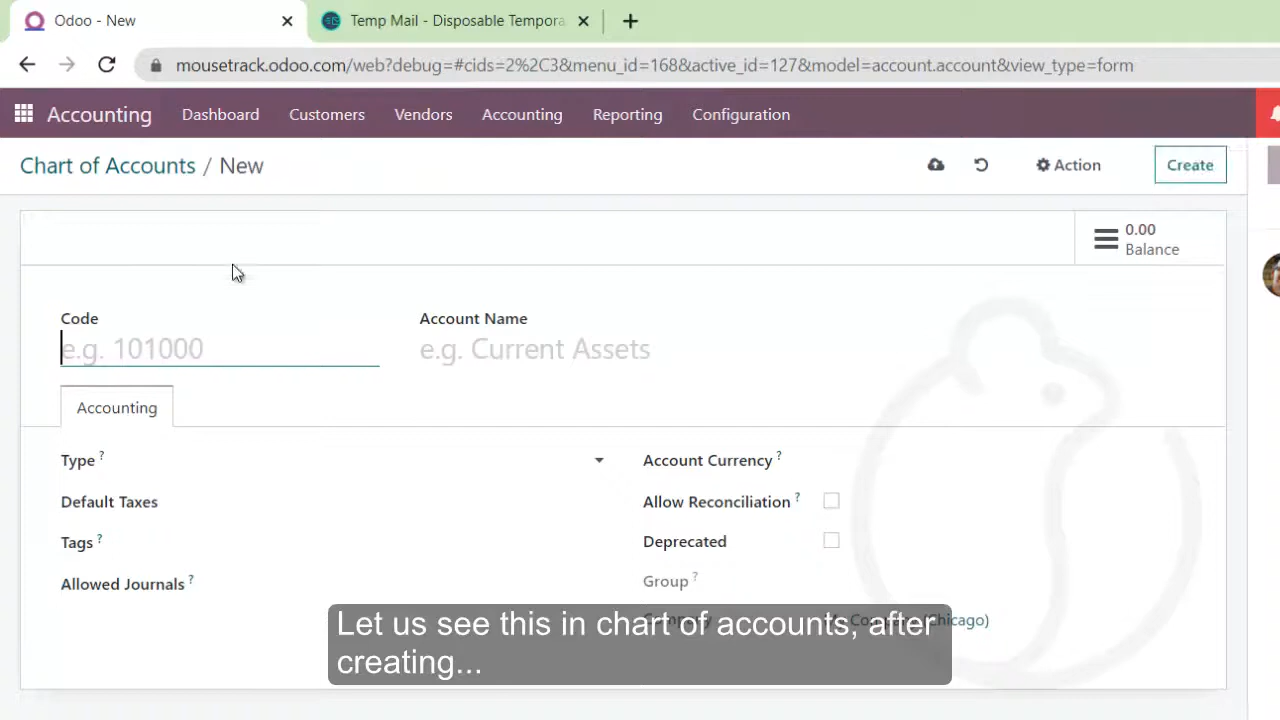 Odoo - New
Temp Mail - Disposable Tempora
mousetrack.odoo.com/web?debug=#cids=2%2C3&menu_id=168&active_id=127&model=account.account&view_type=form
Accounting Dashboard Customers Vendors Accounting Reporting Configuration
Chart of Accounts / New
Action
Create
0.00
Balance
Code
Account Name
e.g. 101000
e.g. Current Assets
Accounting
Type ?
Account Currency ?
Default Taxes
Allow Reconciliation ?
Tags ?
Deprecated
Allowed Journals ?
Group ?
Company
My Company (Chicago)
Let us see this in chart of accounts, after
creating...